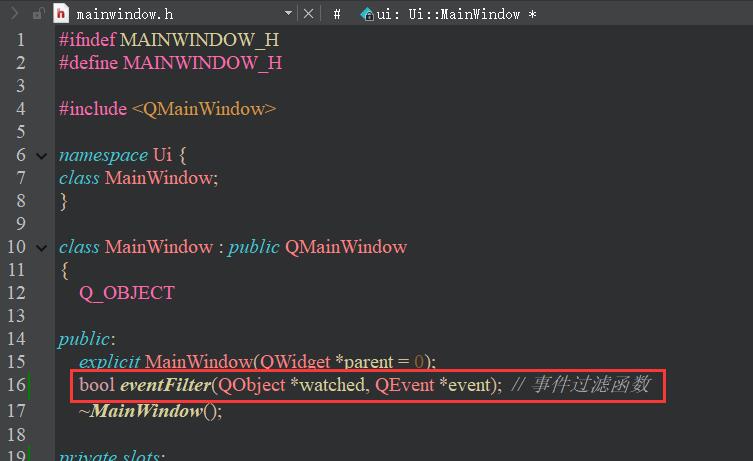 mainwindow.h # ui: Ui::MainWindow *
1 #ifndef MAINWINDOW_H
2 #define MAINWINDOW_H
3
4 #include <QMainWindow>
5
6 namespace Ui {
7 class MainWindow;
8 }
9
10 class MainWindow : public QMainWindow
11 {
12 Q_OBJECT
13
14 public:
15 explicit MainWindow(QWidget *parent = 0);
16 bool eventFilter(QObject *watched, QEvent *event); // 事件过滤函数
17 ~MainWindow();
18
19 private slots: